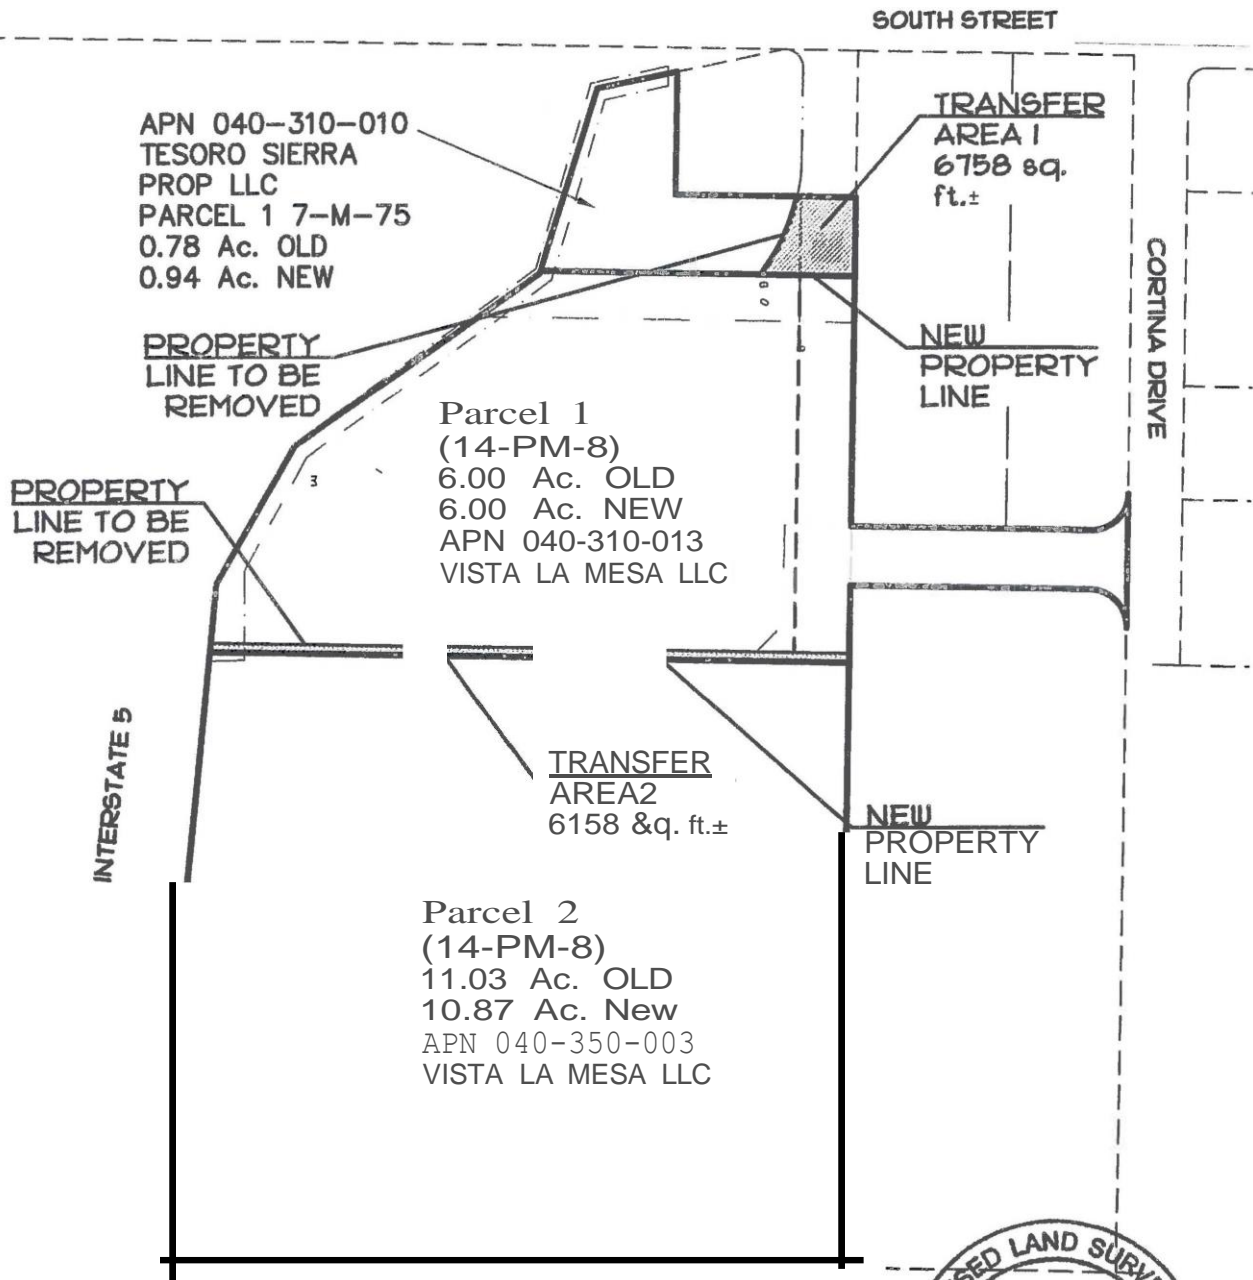 SOUTH STREET
APN 040-310-010
TESORO SIERRA
PROP LLC
PARCEL 1 7-M-75
0.78 Ac. OLD
0.94 Ac. NEW
TRANSFER
AREA 1
6758 sq.
ft.±
CORTINA DRIVE
PROPERTY
LINE TO BE
REMOVED
NEW
PROPERTY
LINE
Parcel 1
(14-PM-8)
6.00 Ac. OLD
6.00 Ac. NEW
APN 040-310-013
VISTA LA MESA LLC
PROPERTY
LINE TO BE
REMOVED
INTERSTATE 5
TRANSFER
AREA2
6158 &q. ft.±
NEW
PROPERTY
LINE
Parcel 2
(14-PM-8)
11.03 Ac. OLD
10.87 Ac. New
APN 040-350-003
VISTA LA MESA LLC
LAND